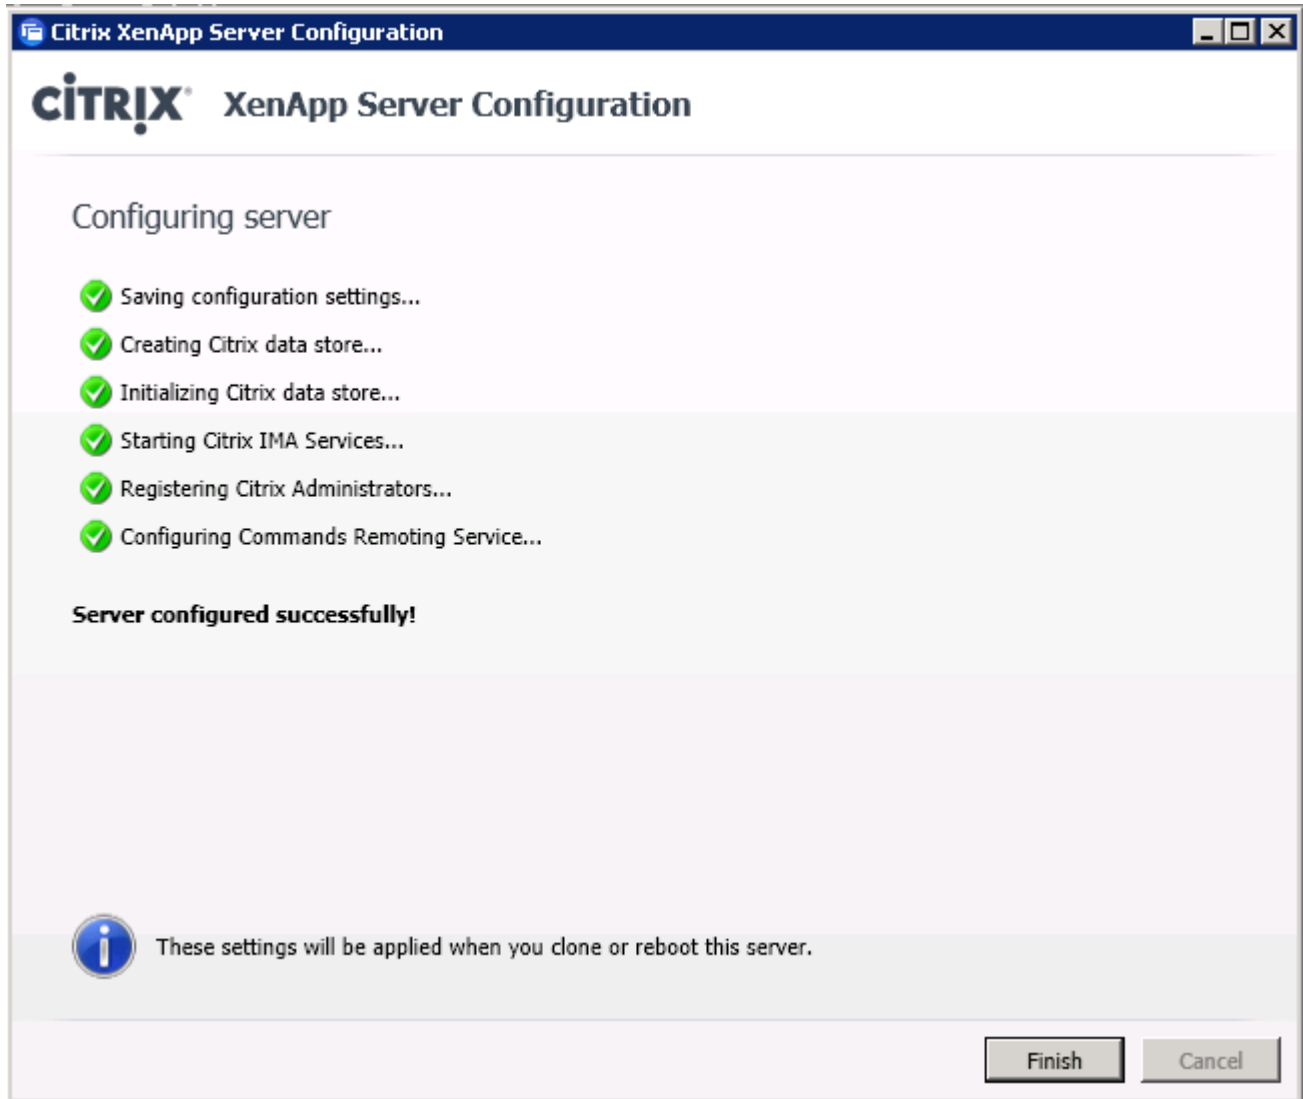 Citrix XenApp Server Configuration
CİTRIX® XenApp Server Configuration
Configuring server
Saving configuration settings...
Creating Citrix data store...
Initializing Citrix data store...
Starting Citrix IMA Services...
Registering Citrix Administrators...
Configuring Commands Remoting Service...
Server configured successfully!
These settings will be applied when you clone or reboot this server.
Finish Cancel